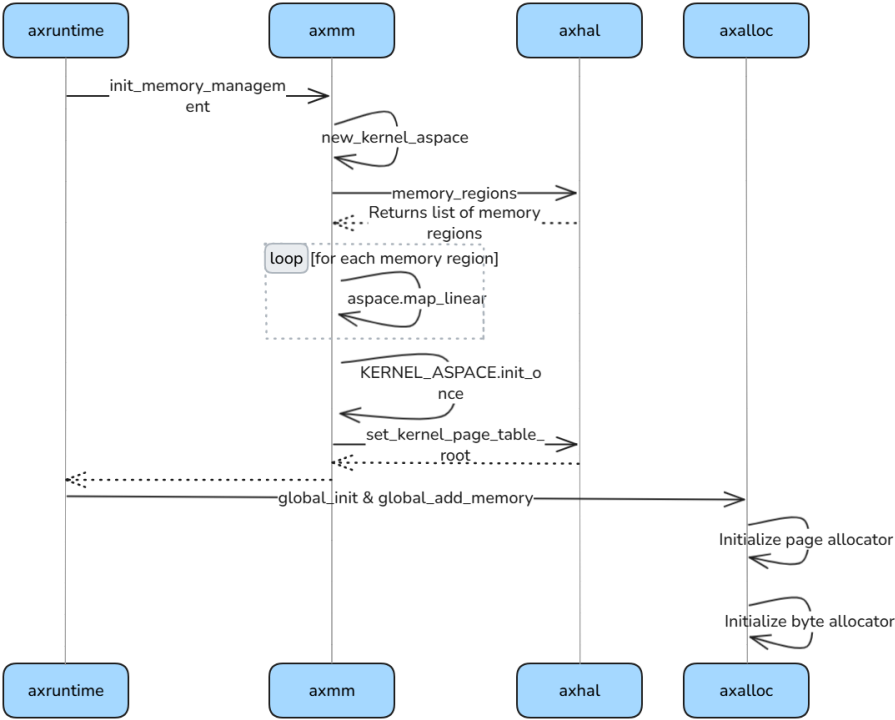 axruntime
axmm
axhal
axalloc
init_memory_managem
ent
new_kernel_aspace
memory_regions
Returns list of memory
regions
loop [for each memory region]
aspace.map_linear
KERNEL_ASPACE.init_o
nce
set_kernel_page_table_
root
global_init & global_add_memory
Initialize page allocator
Initialize byte allocator
axruntime
axmm
axhal
axalloc